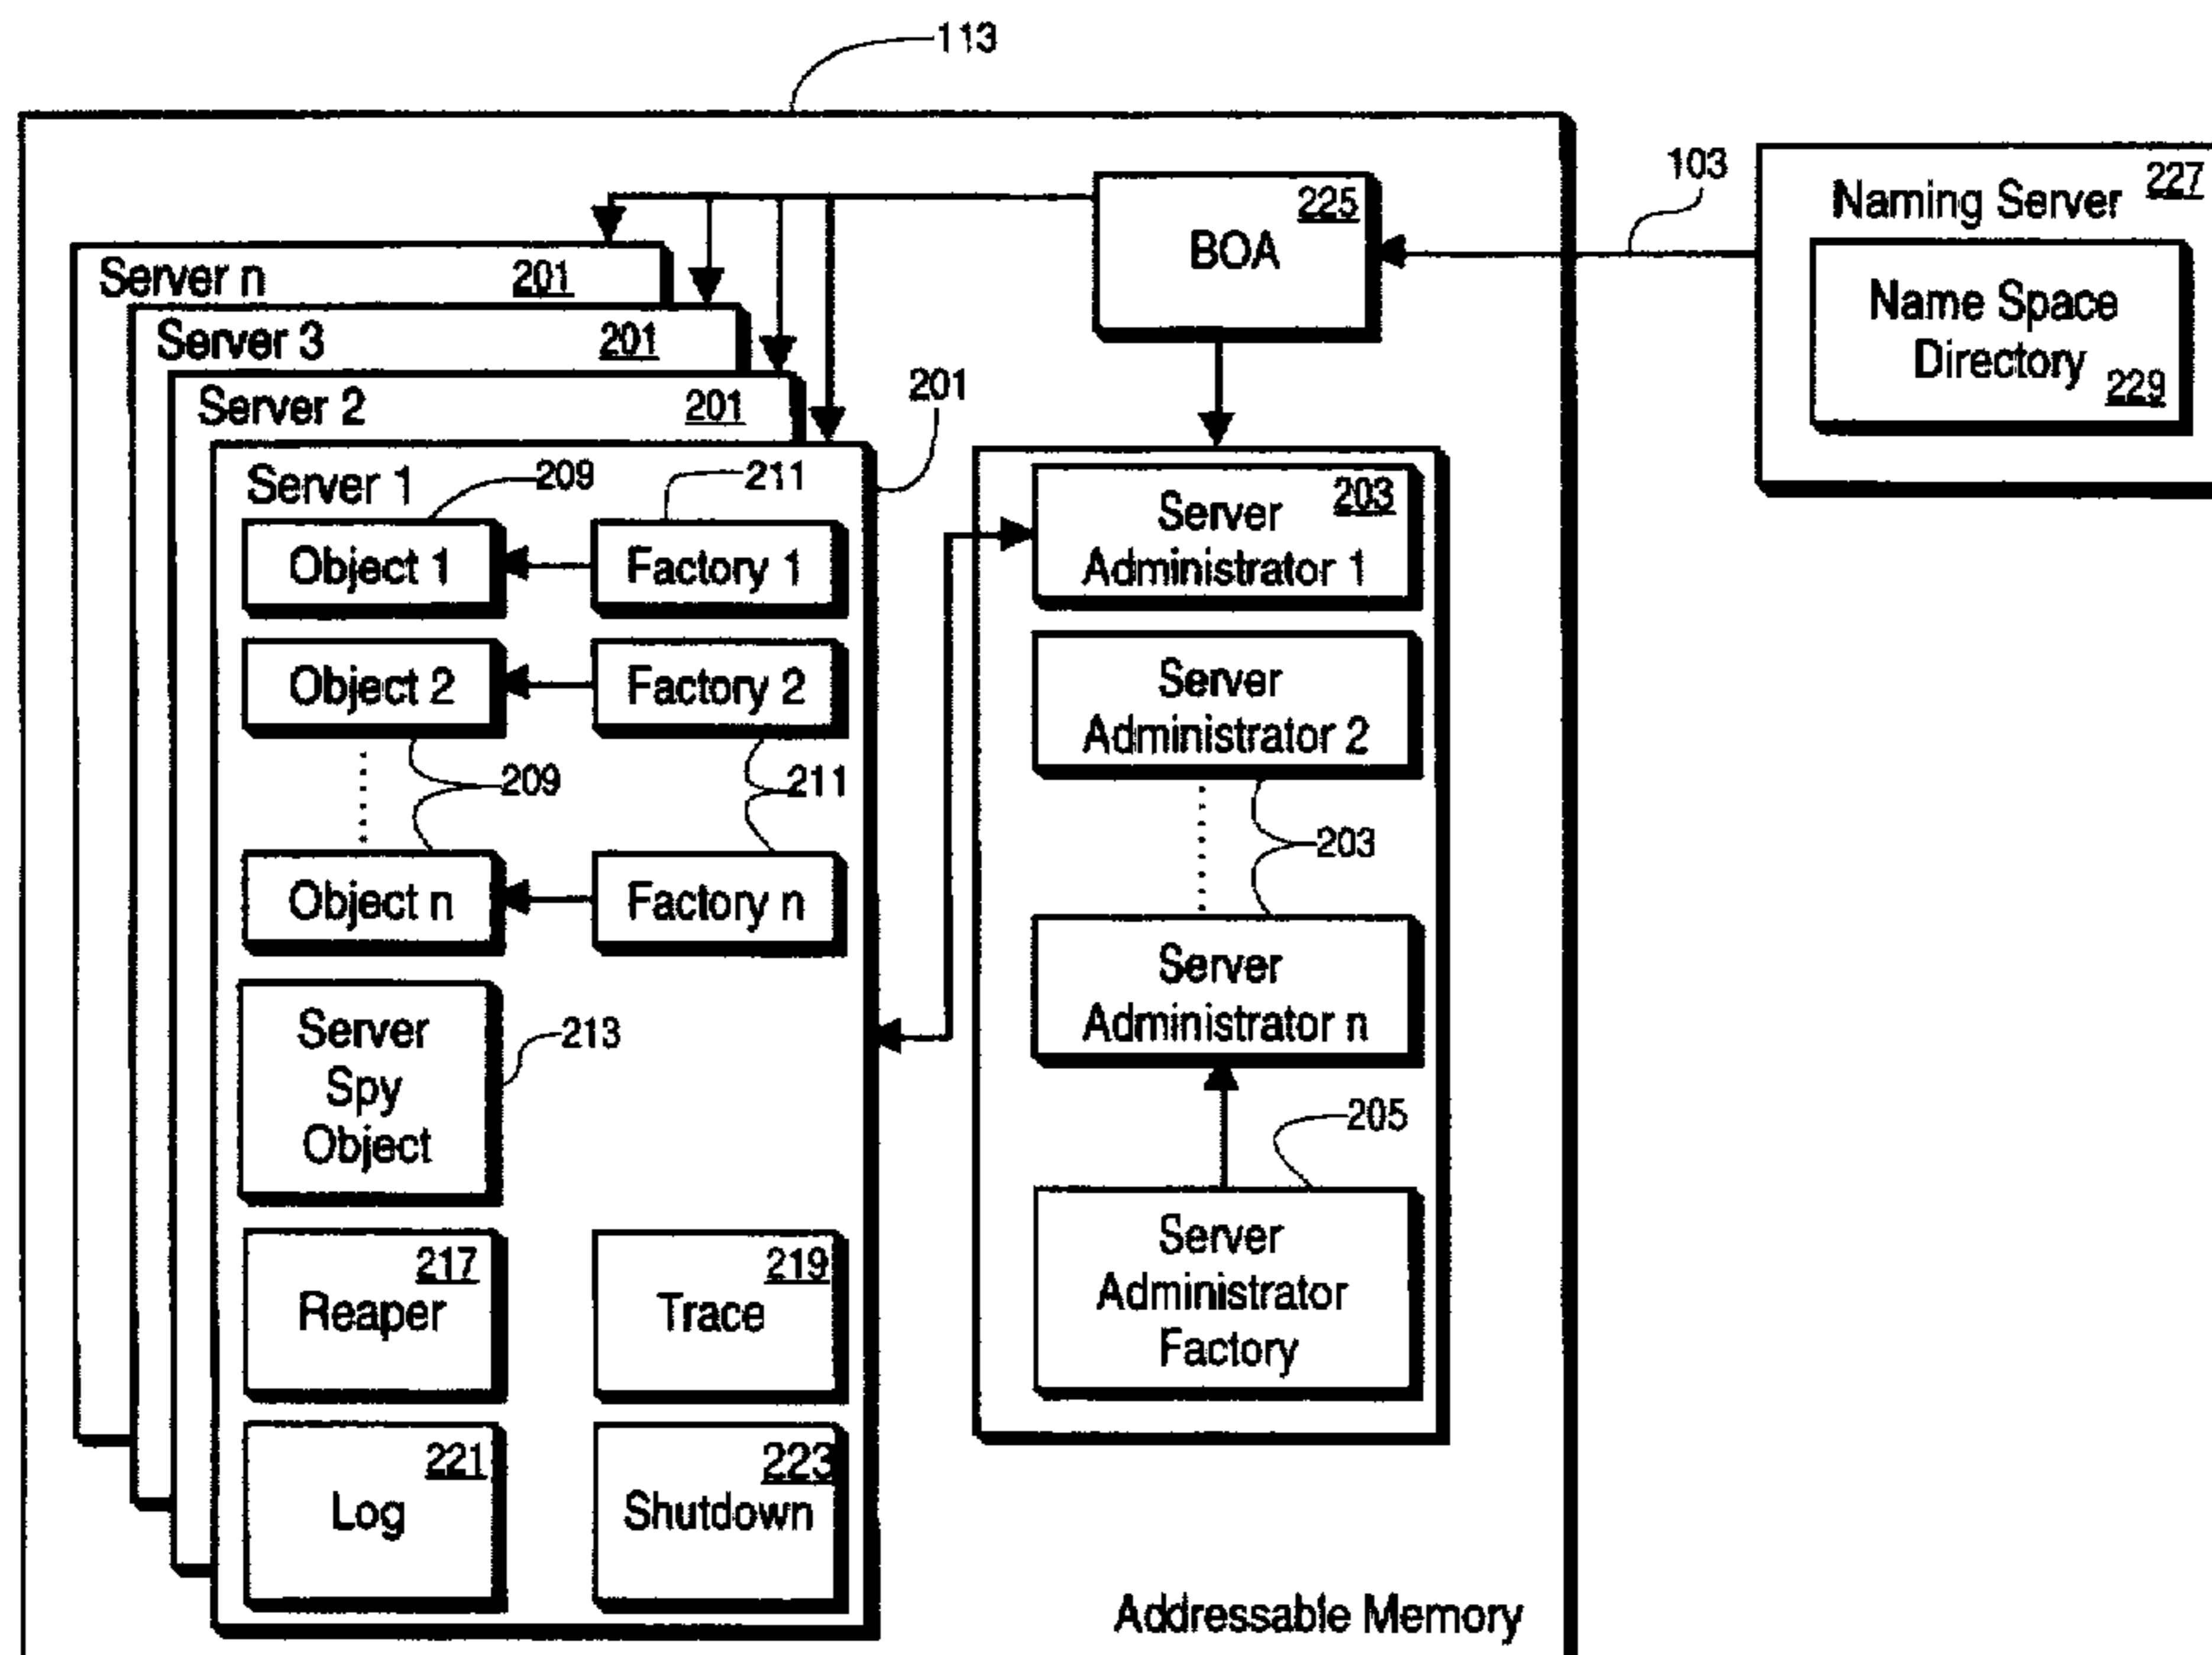 113
103
Naming Server 227
Name Space
Directory
229
225
BOA
Server n 201
Server 3 201
Server 2 201
201
Server 1
209
211
Object 1
Factory 1
Object 2
Factory 2
209
211
Object n
Factory n
Server
Spy
Object
213
217
Reaper
219
Trace
221
Log
223
Shutdown
203
Server
Administrator 1
Server
Administrator 2
203
Server
Administrator n
205
Server
Administrator
Factory
Addressable Memory